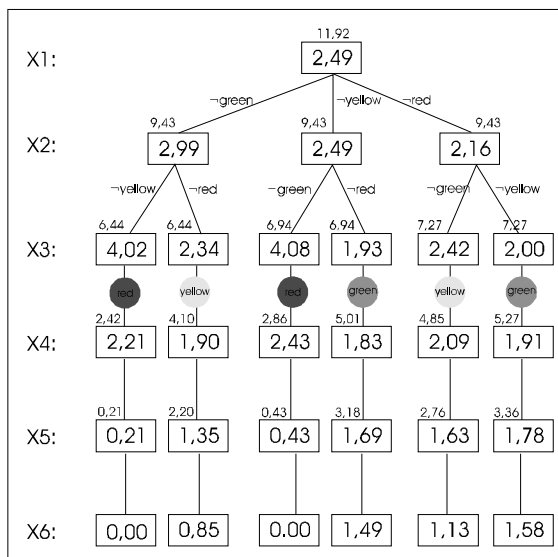 11,92
X1: 2,49
¬green ¬yellow ¬red
9,43 9,43 9,43
X2: 2,99 2,49 2,16
¬yellow ¬red ¬green ¬red ¬green ¬yellow
6,44 6,44 6,94 6,94 7,27 7,27
X3: 4,02 2,34 4,08 1,93 2,42 2,00
red yellow red green yellow green
2,42 4,10 2,86 5,01 4,85 5,27
X4: 2,21 1,90 2,43 1,83 2,09 1,91
0,21 2,20 0,43 3,18 2,76 3,36
X5: 0,21 1,35 0,43 1,69 1,63 1,78
X6: 0,00 0,85 0.00 1,49 1,13 1,58